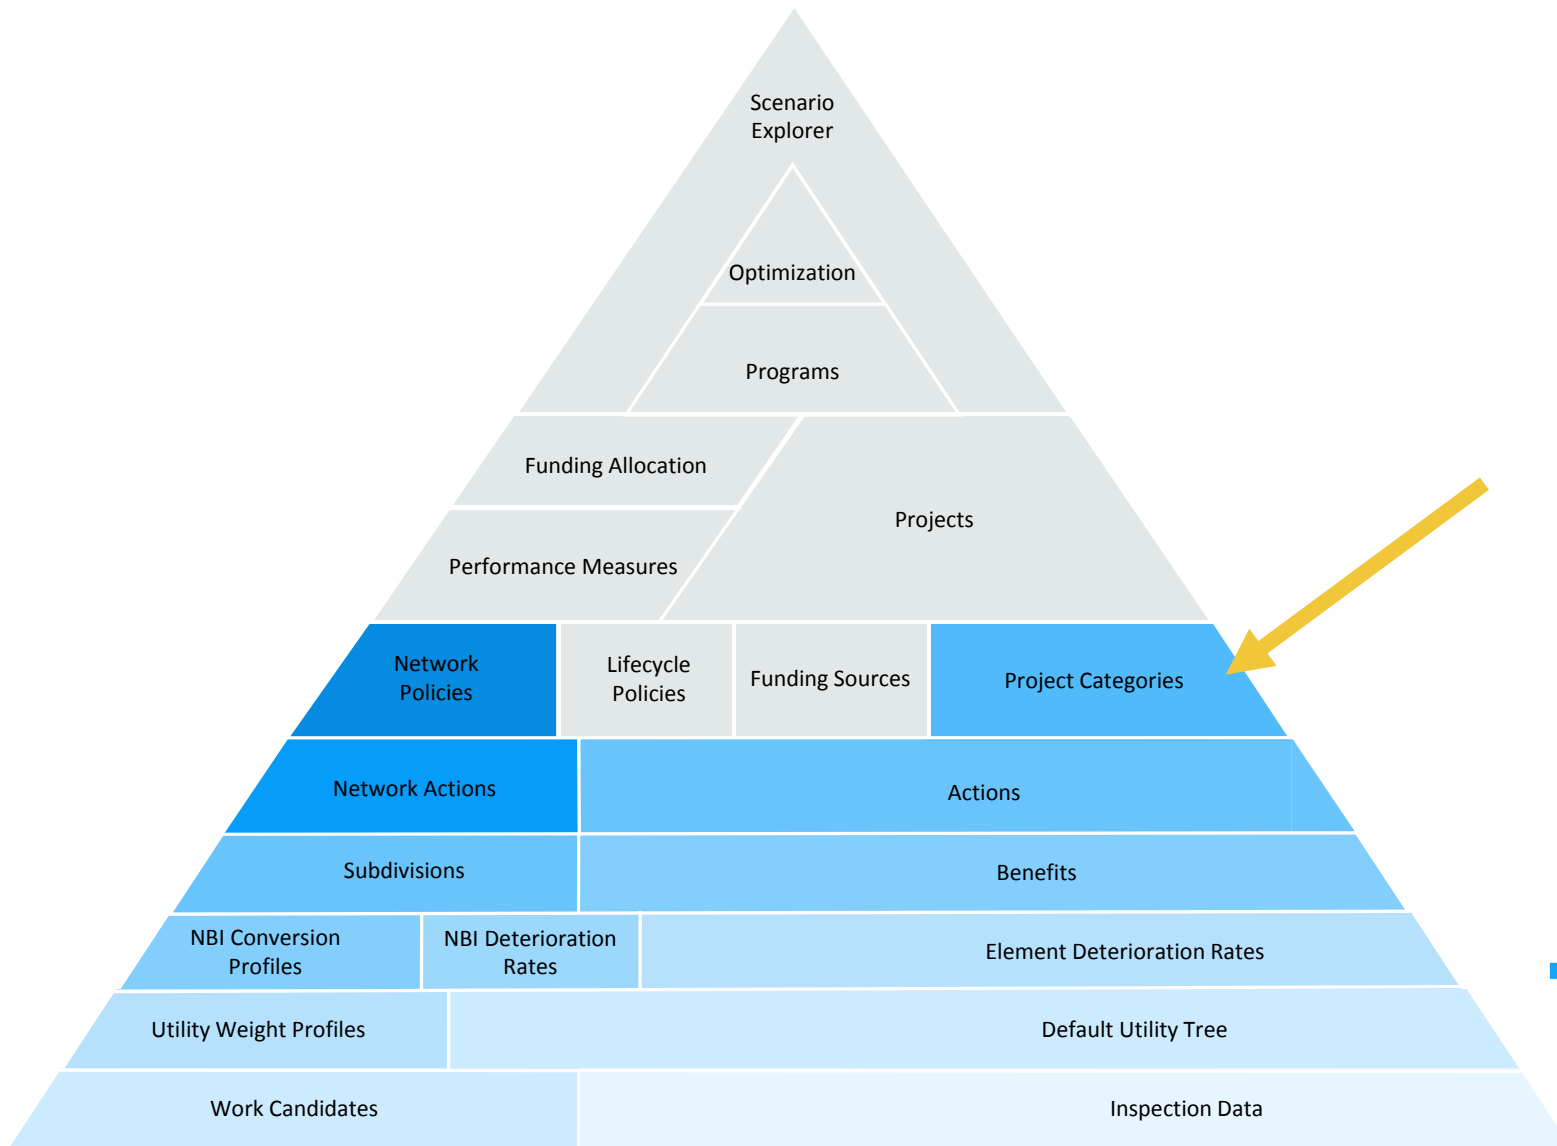 Scenario
Explorer
Optimization
Programs
Funding Allocation
Projects
Performance Measures
Network
Policies
Lifecycle
Policies
Funding Sources
Project Categories
Network Actions
Actions
Subdivisions
Benefits
NBI Conversion
Profiles
NBI Deterioration
Rates
Element Deterioration Rates
Utility Weight Profiles
Default Utility Tree
Work Candidates
Inspection Data